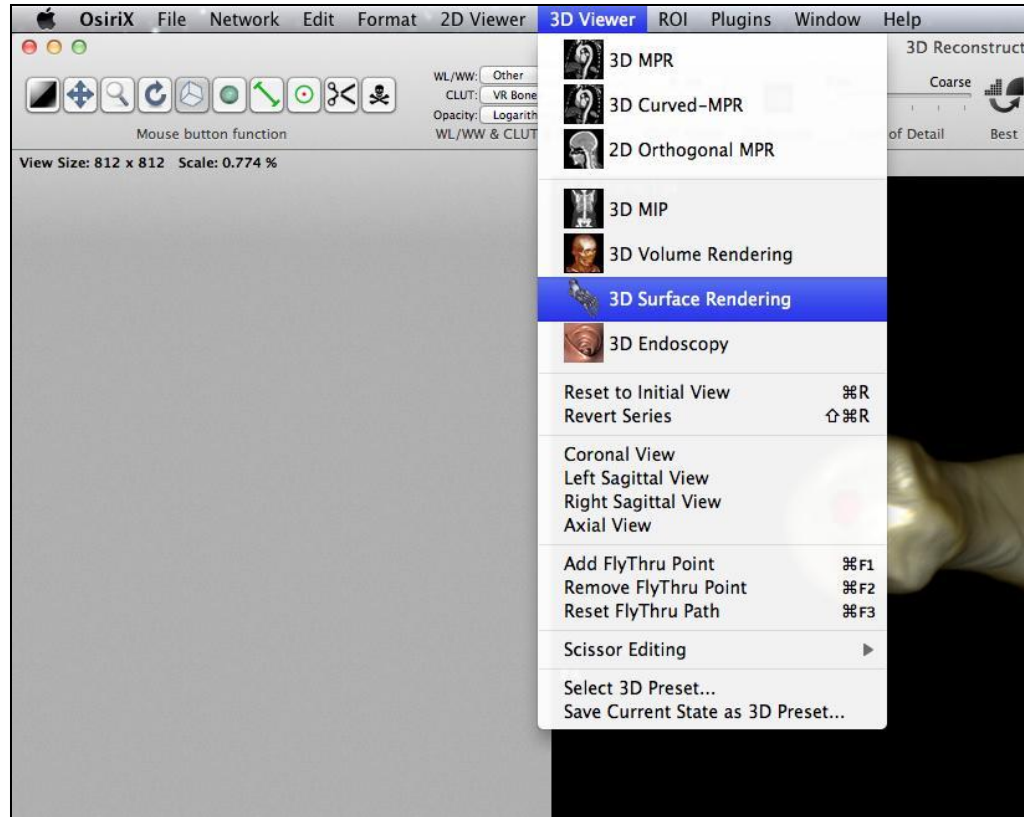 OsiriX File Network Edit Format 2D Viewer 3D Viewer ROI Plugins Window Help
3D Reconstruct
WL/WW: Other
CLUT: VR Bone
Opacity: Logarith
Mouse button function
WL/WW & CLUT
Coarse
of Detail
Best
View Size: 812 x 812 Scale: 0.774 %
3D MPR
3D Curved-MPR
2D Orthogonal MPR
3D MIP
3D Volume Rendering
3D Surface Rendering
3D Endoscopy
Reset to Initial View ⌘R
Revert Series ⇧⌘R
Coronal View
Left Sagittal View
Right Sagittal View
Axial View
Add FlyThru Point ⌘F1
Remove FlyThru Point ⌘F2
Reset FlyThru Path ⌘F3
Scissor Editing
Select 3D Preset...
Save Current State as 3D Preset...